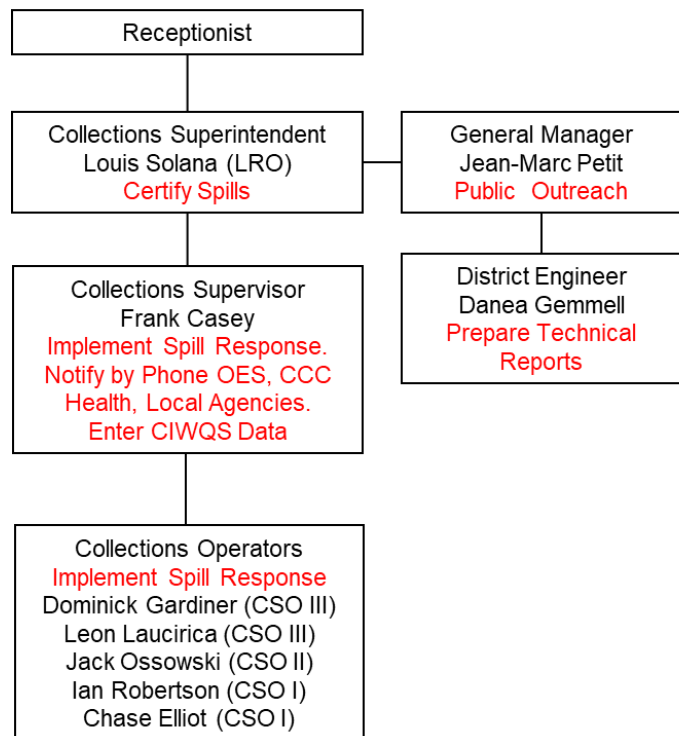 Receptionist
Collections Superintendent
Louis Solana (LRO)
Certify Spills
General Manager
Jean-Marc Petit
Public Outreach
Collections Supervisor
Frank Casey
Implement Spill Response.
Notify by Phone OES, CCC
Health, Local Agencies.
Enter CIWQS Data
District Engineer
Danea Gemmell
Prepare Technical
Reports
Collections Operators
Implement Spill Response
Dominick Gardiner (CSO III)
Leon Laucirica (CSO III)
Jack Ossowski (CSO II)
Ian Robertson (CSO I)
Chase Elliot (CSO I)